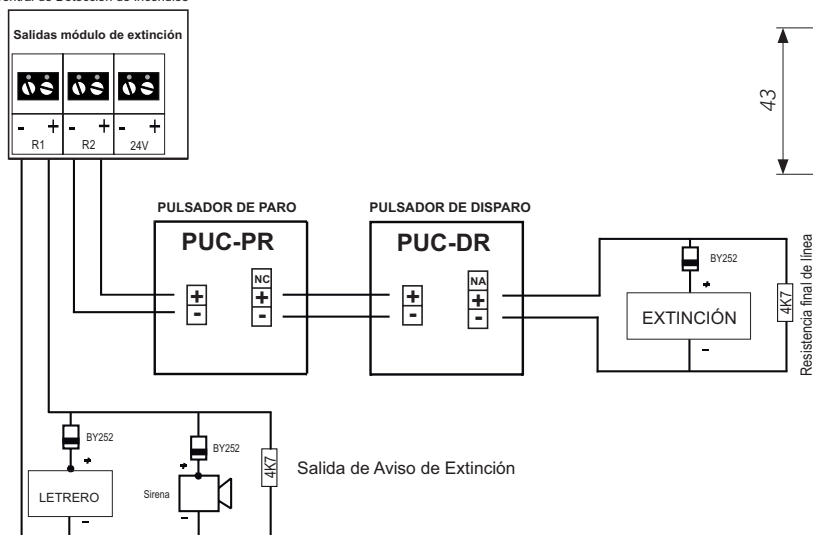 Salidas módulo de extinción
- + - + - +
R1 R2 24V
43
PULSADOR DE PARO
PULSADOR DE DISPARO
PUC-PR
PUC-DR
NC
NA
+ + + +
- - - -
BY252
+
EXTINCIÓN
-
4K7
Resistencia final de línea
BY252
+
LETRERO
-
BY252
+
Sirena
-
4K7
Salida de Aviso de Extinción